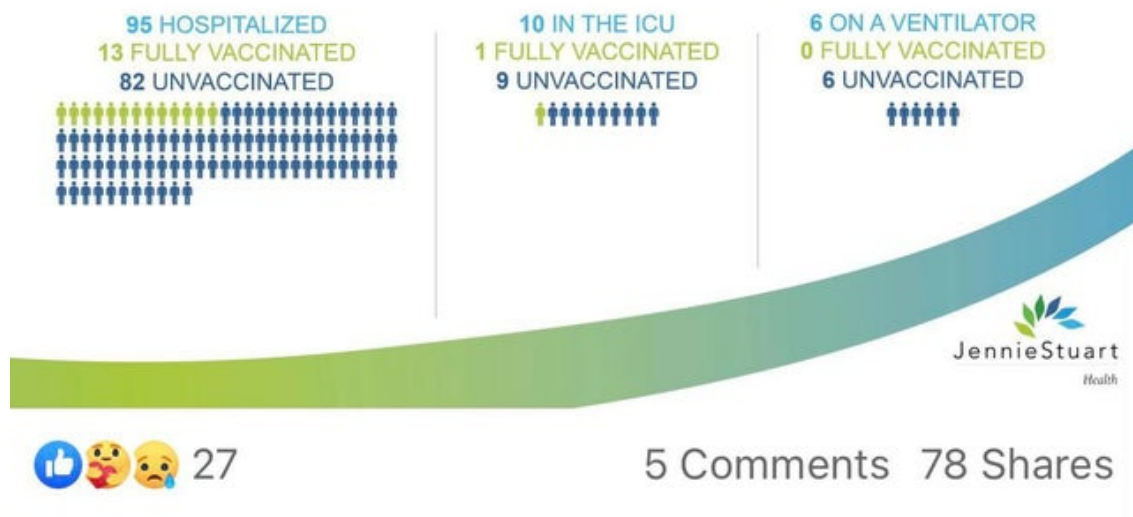 95 HOSPITALIZED
13 FULLY VACCINATED
82 UNVACCINATED
10 IN THE ICU
1 FULLY VACCINATED
9 UNVACCINATED
6 ON A VENTILATOR
0 FULLY VACCINATED
6 UNVACCINATED
JennieStuart
Health
27
5 Comments 78 Shares